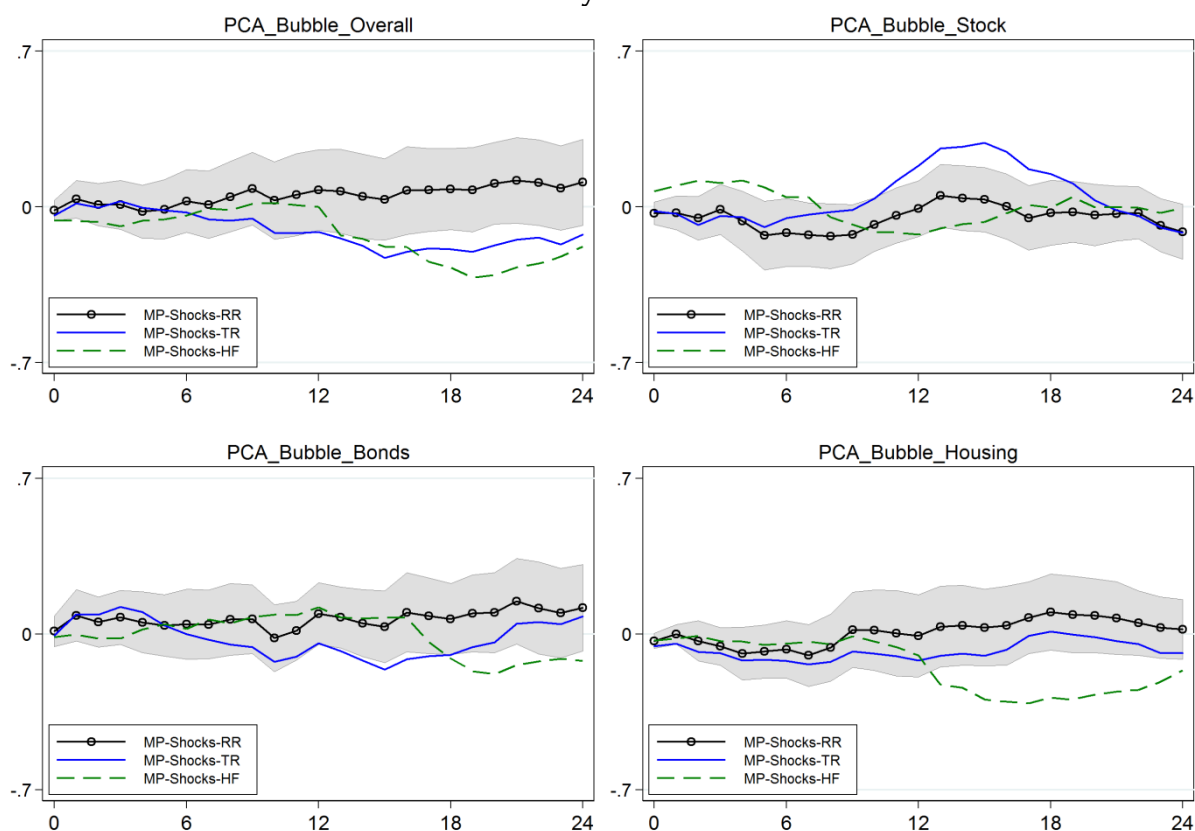 PCA_Bubble_Overall
.7
0
-.7
MP-Shocks-RR
MP-Shocks-TR
MP-Shocks-HF
0 6 12 18 24
PCA_Bubble_Stock
.7
0
-.7
MP-Shocks-RR
MP-Shocks-TR
MP-Shocks-HF
0 6 12 18 24
PCA_Bubble_Bonds
.7
0
-.7
MP-Shocks-RR
MP-Shocks-TR
MP-Shocks-HF
0 6 12 18 24
PCA_Bubble_Housing
.7
0
-.7
MP-Shocks-RR
MP-Shocks-TR
MP-Shocks-HF
0 6 12 18 24